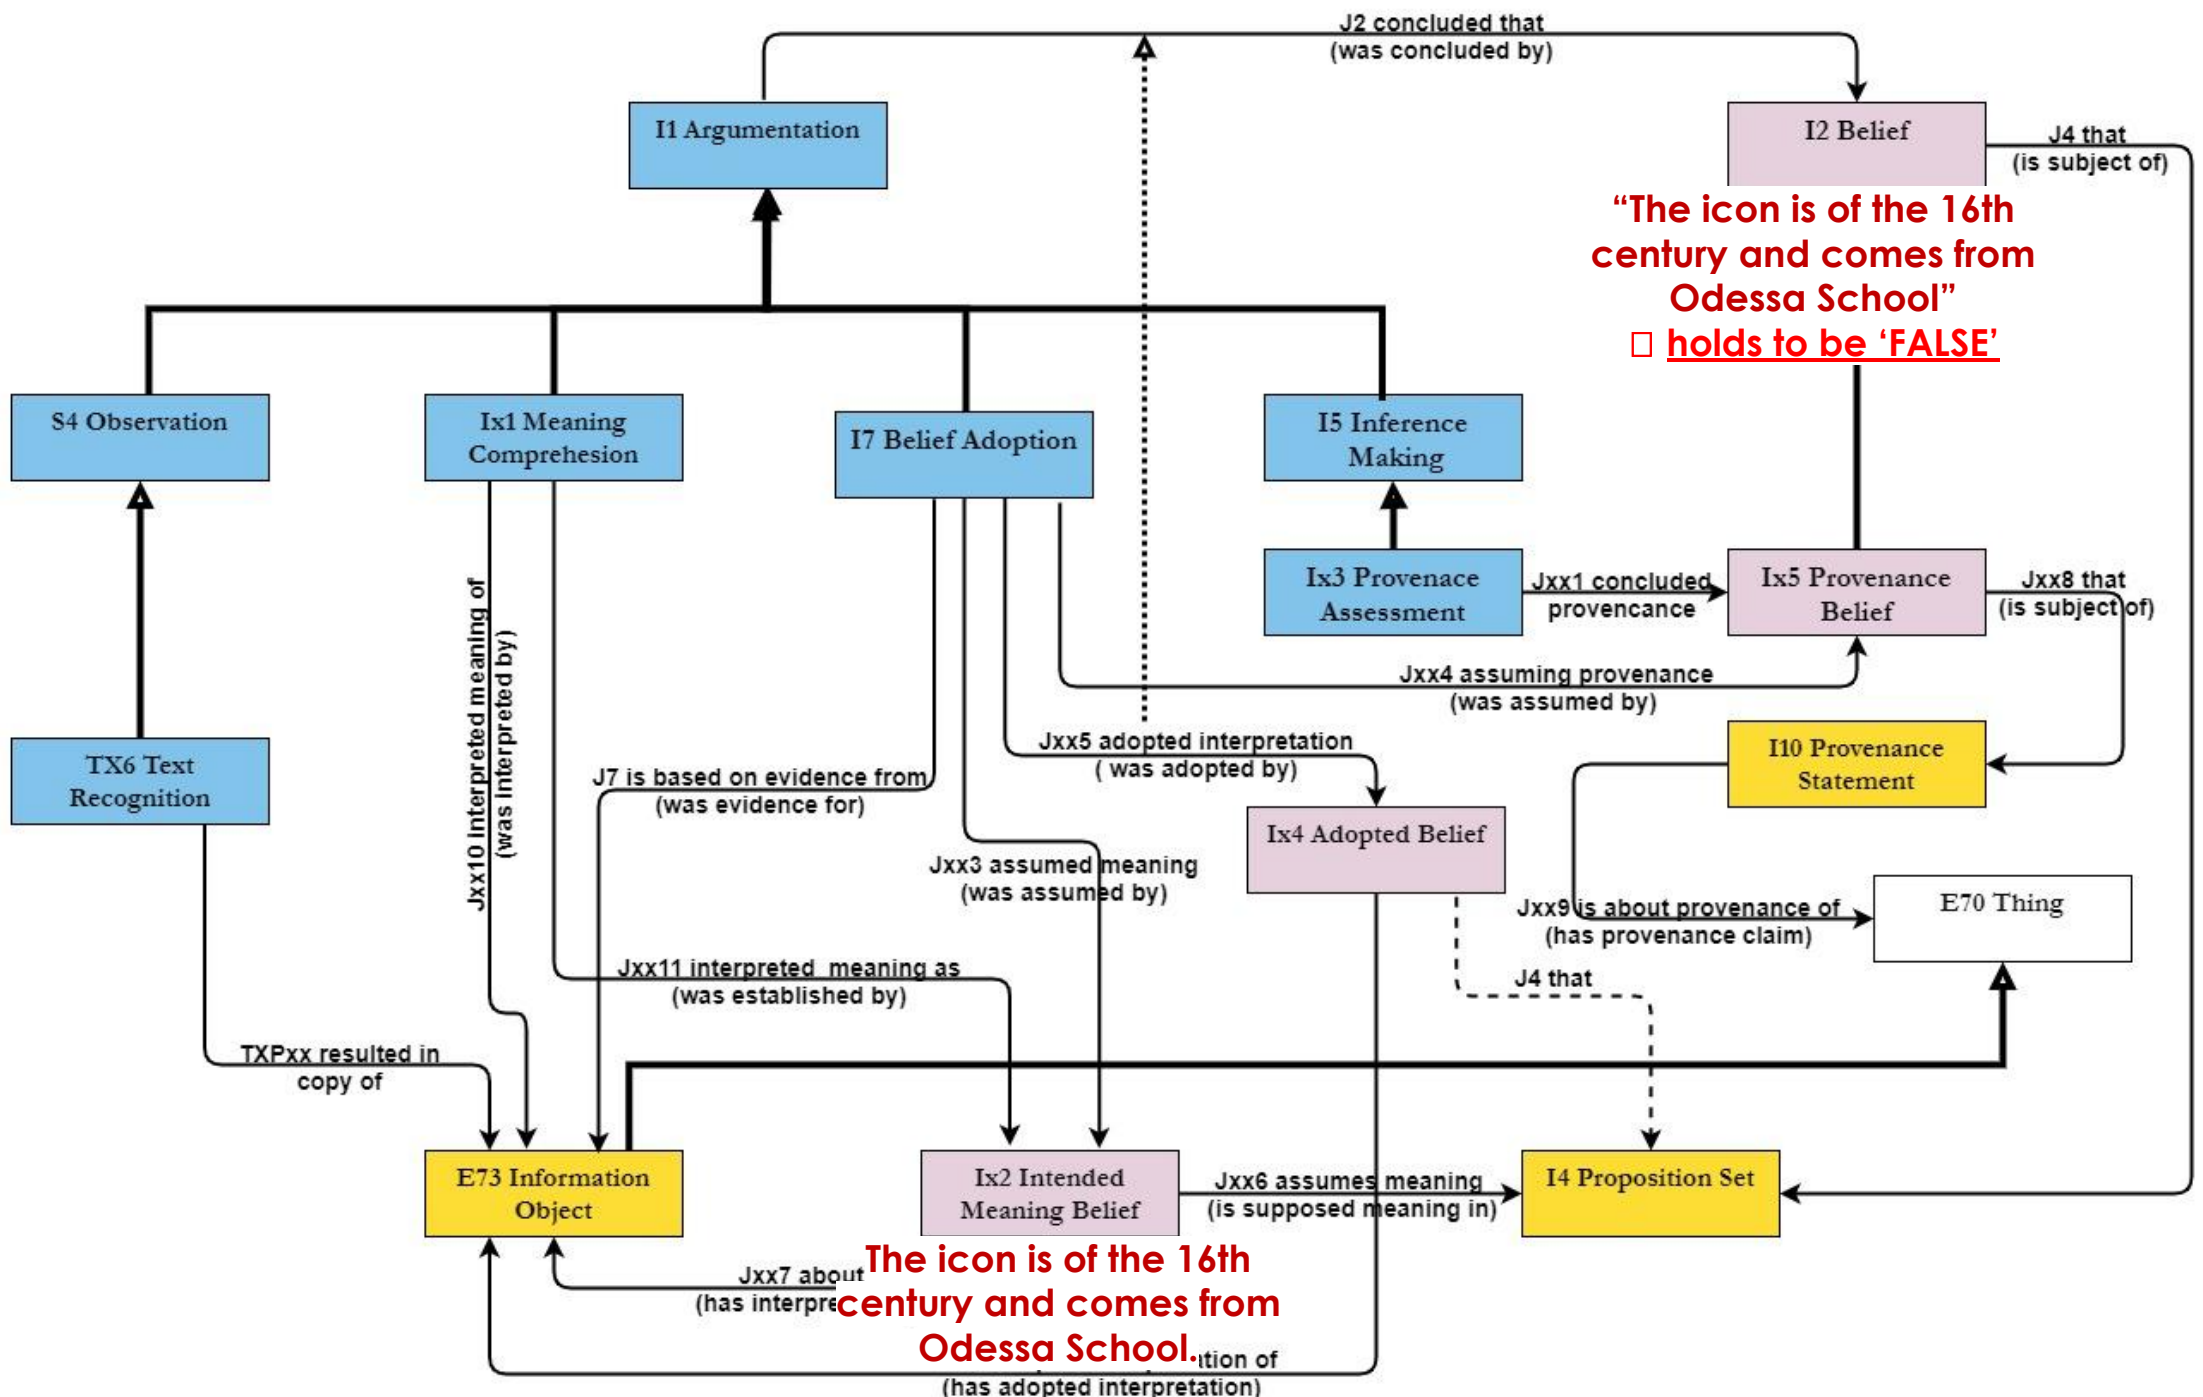 J2 concluded that
(was concluded by)
I1 Argumentation
I2 Belief
J4 that
(is subject of)
“The icon is of the 16th
century and comes from
Odessa School”
□ holds to be ‘FALSE’
S4 Observation
Ix1 Meaning
Comprehesion
I7 Belief Adoption
I5 Inference
Making
Ix3 Provenace
Assessment
Jxx1 concluded
provencance
Ix5 Provenance
Belief
Jxx8 that
(is subject of)
Jxx10 interpreted meaning of
(was interpreted by)
Jxx4 assuming provenance
(was assumed by)
TX6 Text
Recognition
J7 is based on evidence from
(was evidence for)
Jxx5 adopted interpretation
( was adopted by)
I10 Provenance
Statement
Ix4 Adopted Belief
Jxx3 assumed meaning
(was assumed by)
Jxx9 is about provenance of
(has provenance claim)
E70 Thing
Jxx11 interpreted meaning as
(was established by)
J4 that
TXPxx resulted in
copy of
E73 Information
Object
Ix2 Intended
Meaning Belief
Jxx6 assumes meaning
(is supposed meaning in)
I4 Proposition Set
Jxx7 about
(has interpre
The icon is of the 16th
century and comes from
Odessa School.
tion of
(has adopted interpretation)